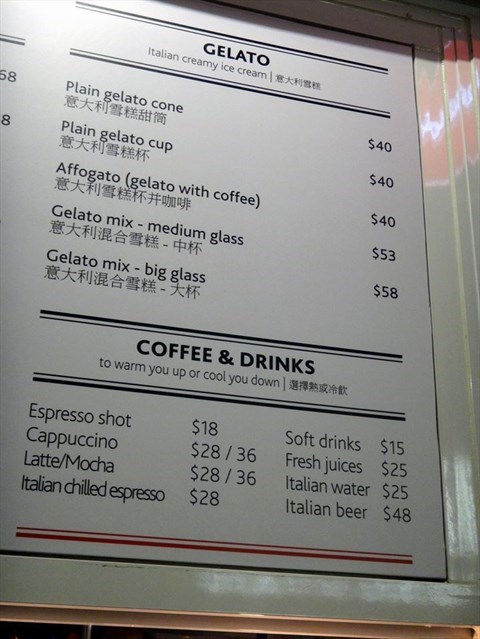 68
8
GELATO
Italian creamy ice cream | 意大利雪糕
Plain gelato cone $40
意大利雪糕甜筒
Plain gelato cup $40
意大利雪糕杯
Affogato (gelato with coffee) $40
意大利雪糕杯井咖啡
Gelato mix - medium glass $53
意大利混合雪糕 - 中杯
Gelato mix - big glass $58
意大利混合雪糕 - 大杯
COFFEE & DRINKS
to warm you up or cool you down | 選擇熱或冷飲
Espresso shot $18
Cappuccino $28 / 36
Latte/Mocha $28 / 36
Italian chilled espresso $28
Soft drinks $15
Fresh juices $25
Italian water $25
Italian beer $48